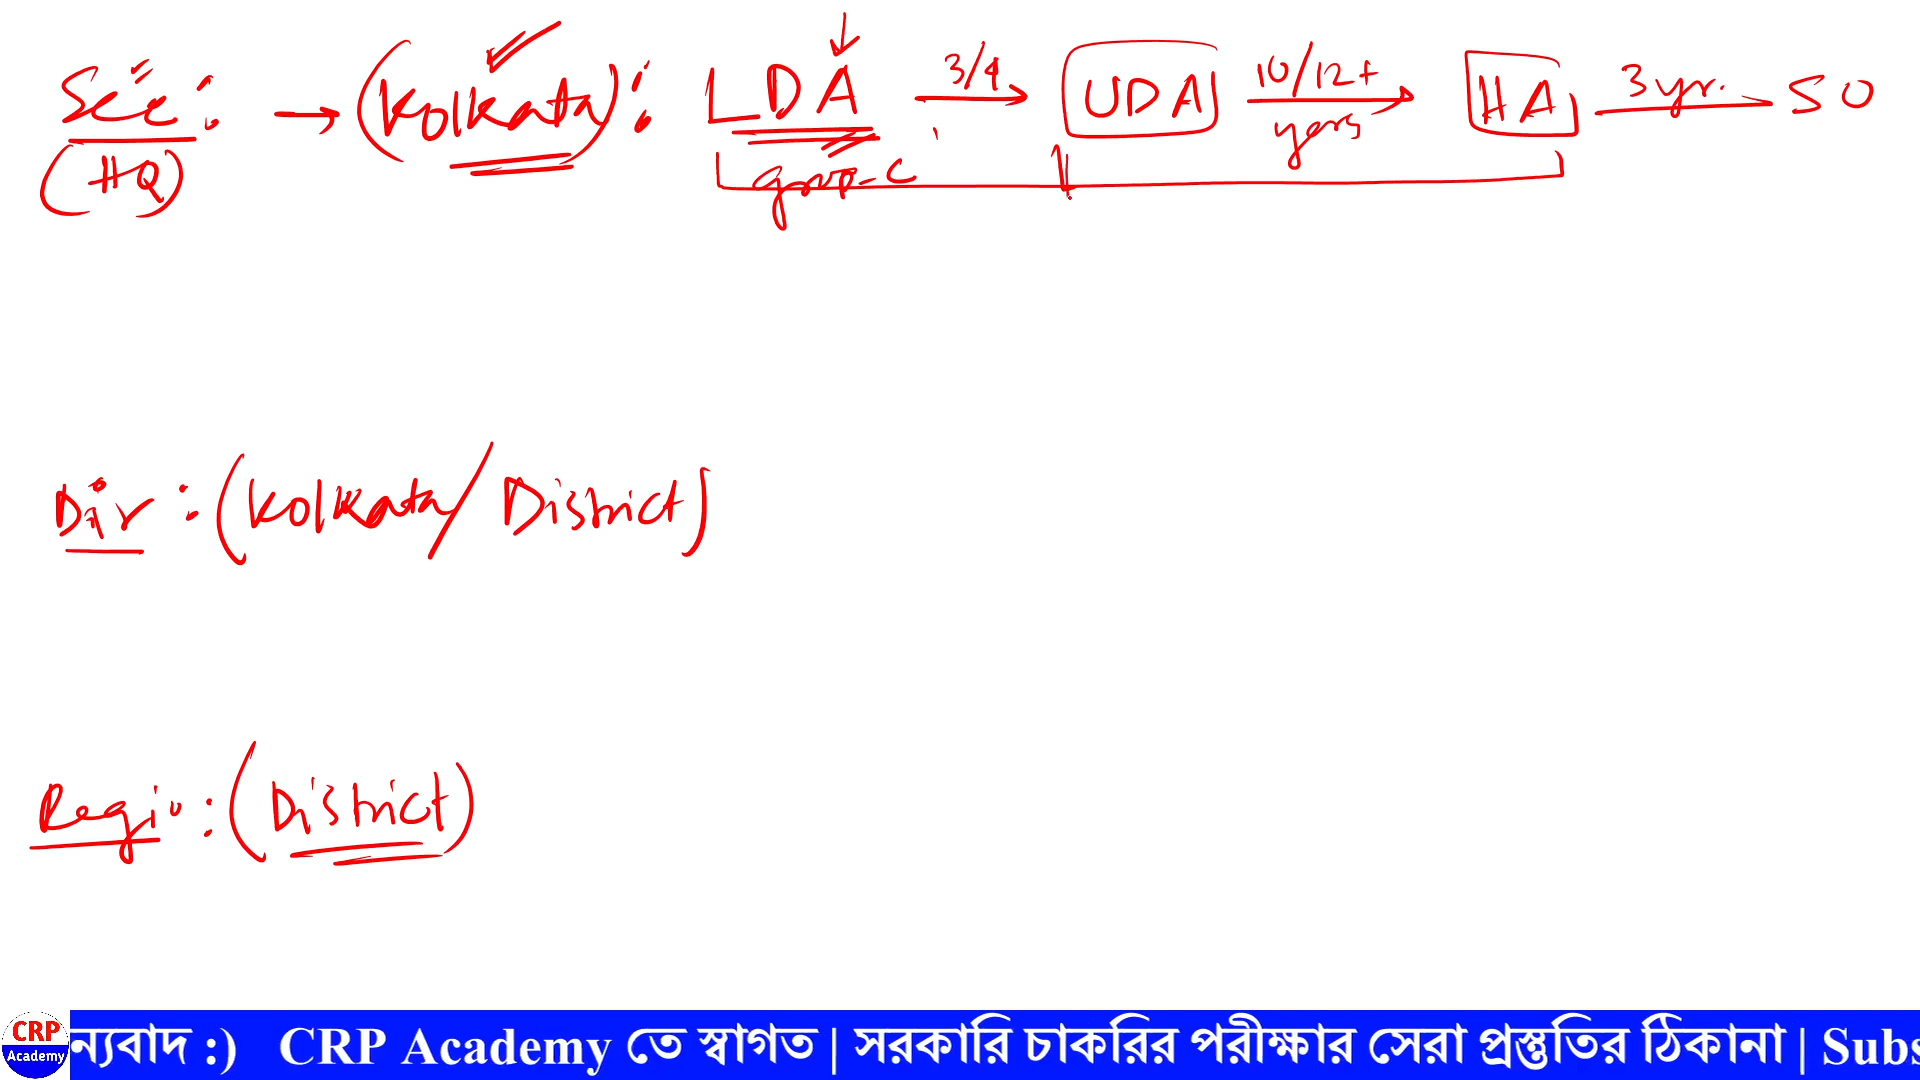 Sec : → (Kolkata) : LDA 3/4 → UDA 10/12+ yers → HA 3 yr. → SO
(HQ) group-C
Dir : (Kolkata/District)
Regio : (District)
CRP Academy
ন্যবাদ :) CRP Academy তে স্বাগত | সরকারি চাকরির পরীক্ষার সেরা প্রস্তুতির ঠিকানা | Subs